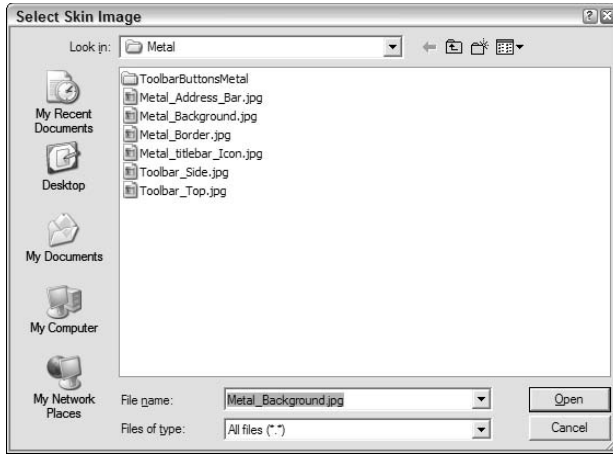 Select Skin Image
Look in: Metal
My Recent
Documents
Desktop
My Documents
My Computer
My Network
Places
ToolbarButtonsMetal
Metal_Address_Bar.jpg
Metal_Background.jpg
Metal_Border.jpg
Metal_titlebar_Icon.jpg
Toolbar_Side.jpg
Toolbar_Top.jpg
File name: Metal_Background.jpg Open
Files of type: All files (*.*) Cancel